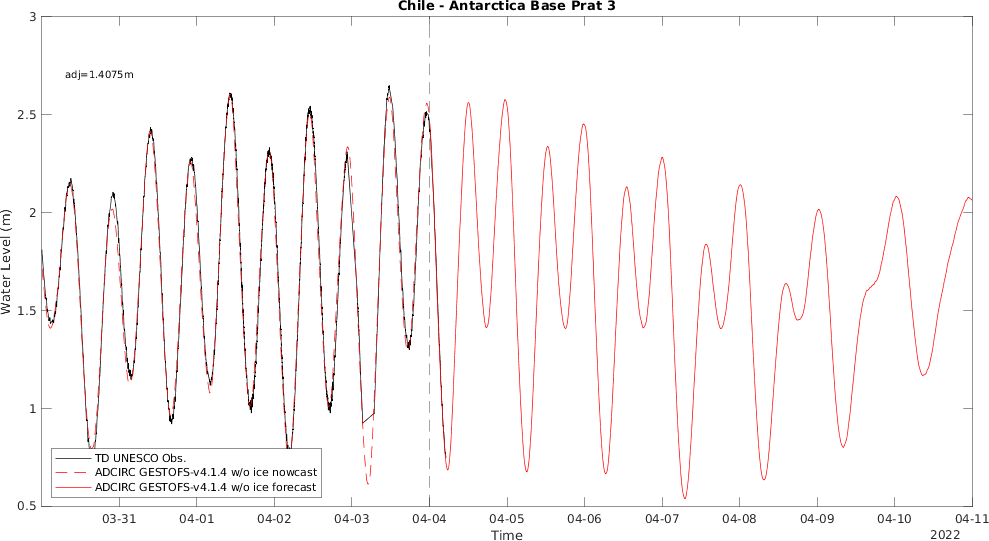 Chile - Antarctica Base Prat 3
3
adj=1.4075m
2.5
2
Water Level (m)
1.5
1
TD UNESCO Obs.
ADCIRC GESTOFS-v4.1.4 w/o ice nowcast
ADCIRC GESTOFS-v4.1.4 w/o ice forecast
0.5
03-31 04-01 04-02 04-03 04-04 04-05 04-06 04-07 04-08 04-09 04-10 04-11
Time 2022